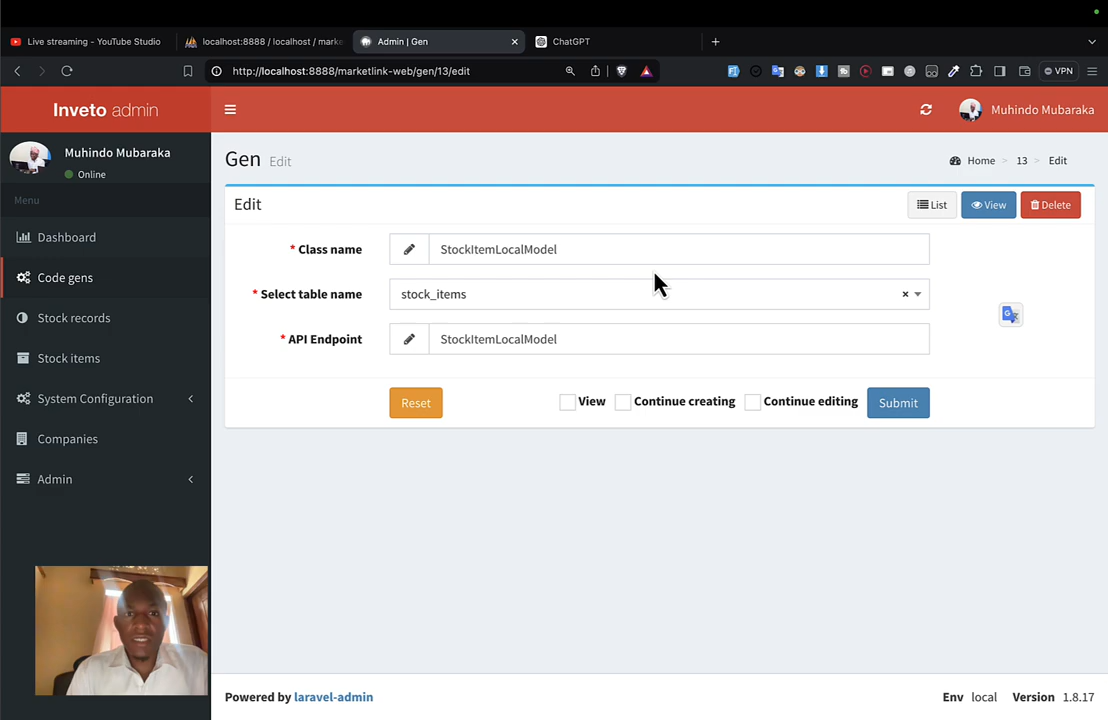 Live streaming - YouTube Studio
localhost:8888 / localhost / marke
Admin | Gen
ChatGPT
http://localhost:8888/marketlink-web/gen/13/edit
VPN
Inveto admin
Muhindo Mubaraka
Muhindo Mubaraka
Online
Menu
Dashboard
Code gens
Stock records
Stock items
System Configuration
Companies
Admin
Gen Edit
Home > 13 > Edit
Edit
List
View
Delete
* Class name
StockItemLocalModel
* Select table name
stock_items
* API Endpoint
StockItemLocalModel
Reset
View
Continue creating
Continue editing
Submit
Powered by laravel-admin
Env local Version 1.8.17